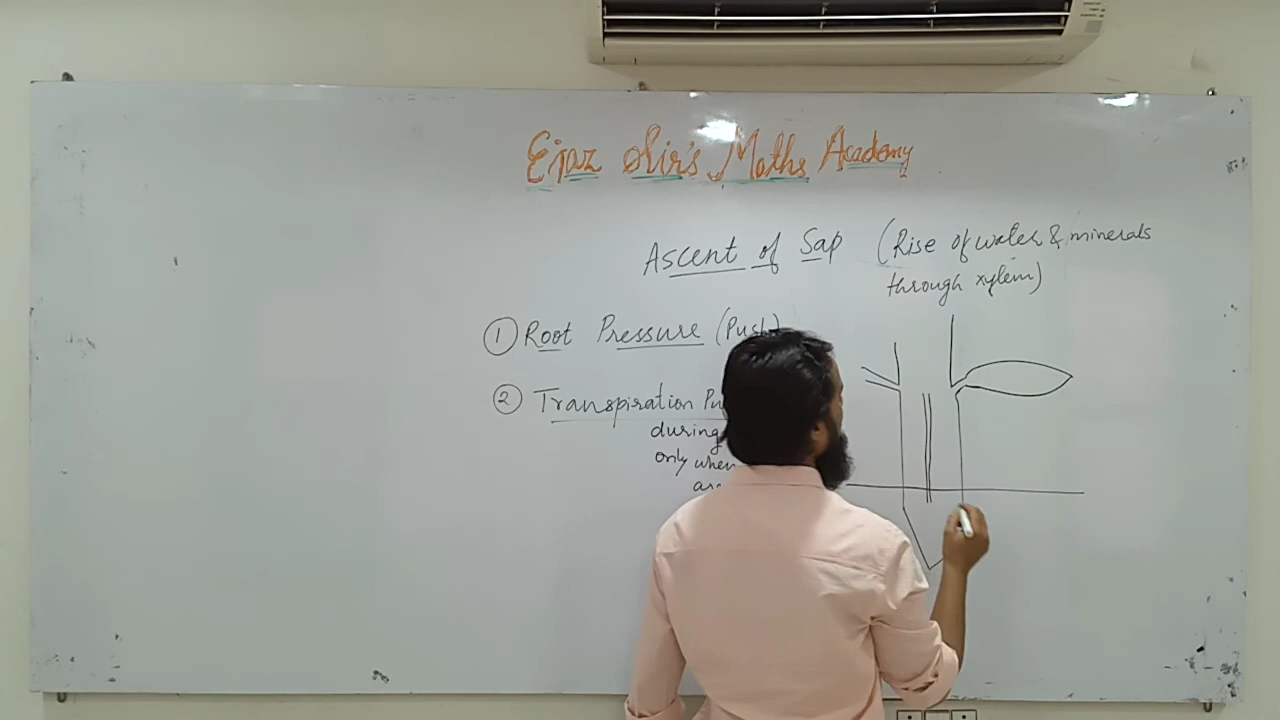 Ejaz Sir's Maths Academy
Ascent of Sap (Rise of water & minerals
through xylem)
① Root Pressure (Push)
② Transpiration
during
only when